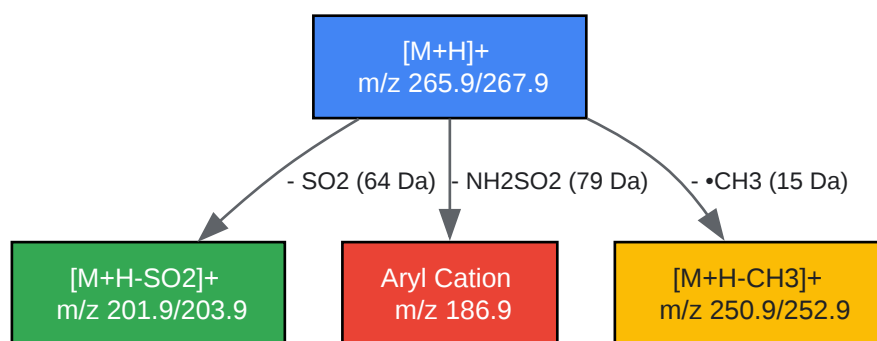 [M+H]+
m/z 265.9/267.9
- SO2 (64 Da)
- NH2SO2 (79 Da)
- •CH3 (15 Da)
[M+H-SO2]+
m/z 201.9/203.9
Aryl Cation
m/z 186.9
[M+H-CH3]+
m/z 250.9/252.9